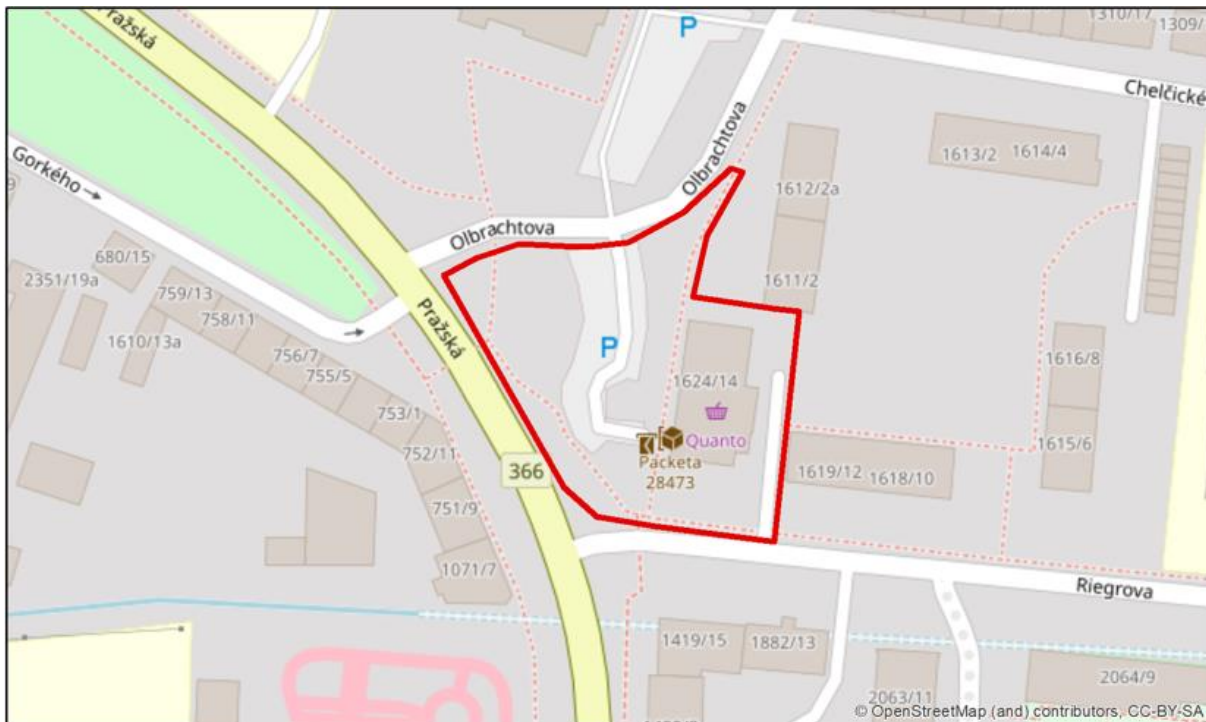 Pražská
P
1310/17
1309/
Chelčické
Olbrachtova
1613/2
1614/4
Gorkého →
1612/2a
Olbrachtova
680/15
2351/19a
759/13
758/11
1610/13a
756/7
755/5
753/1
752/11
751/9
1071/7
Pražská
366
1611/2
P
1624/14
Quanto
Packeta
28473
1616/8
1615/6
1619/12
1618/10
Riegrova
1419/15
1882/13
2063/11
2064/9
© OpenStreetMap (and) contributors, CC-BY-SA